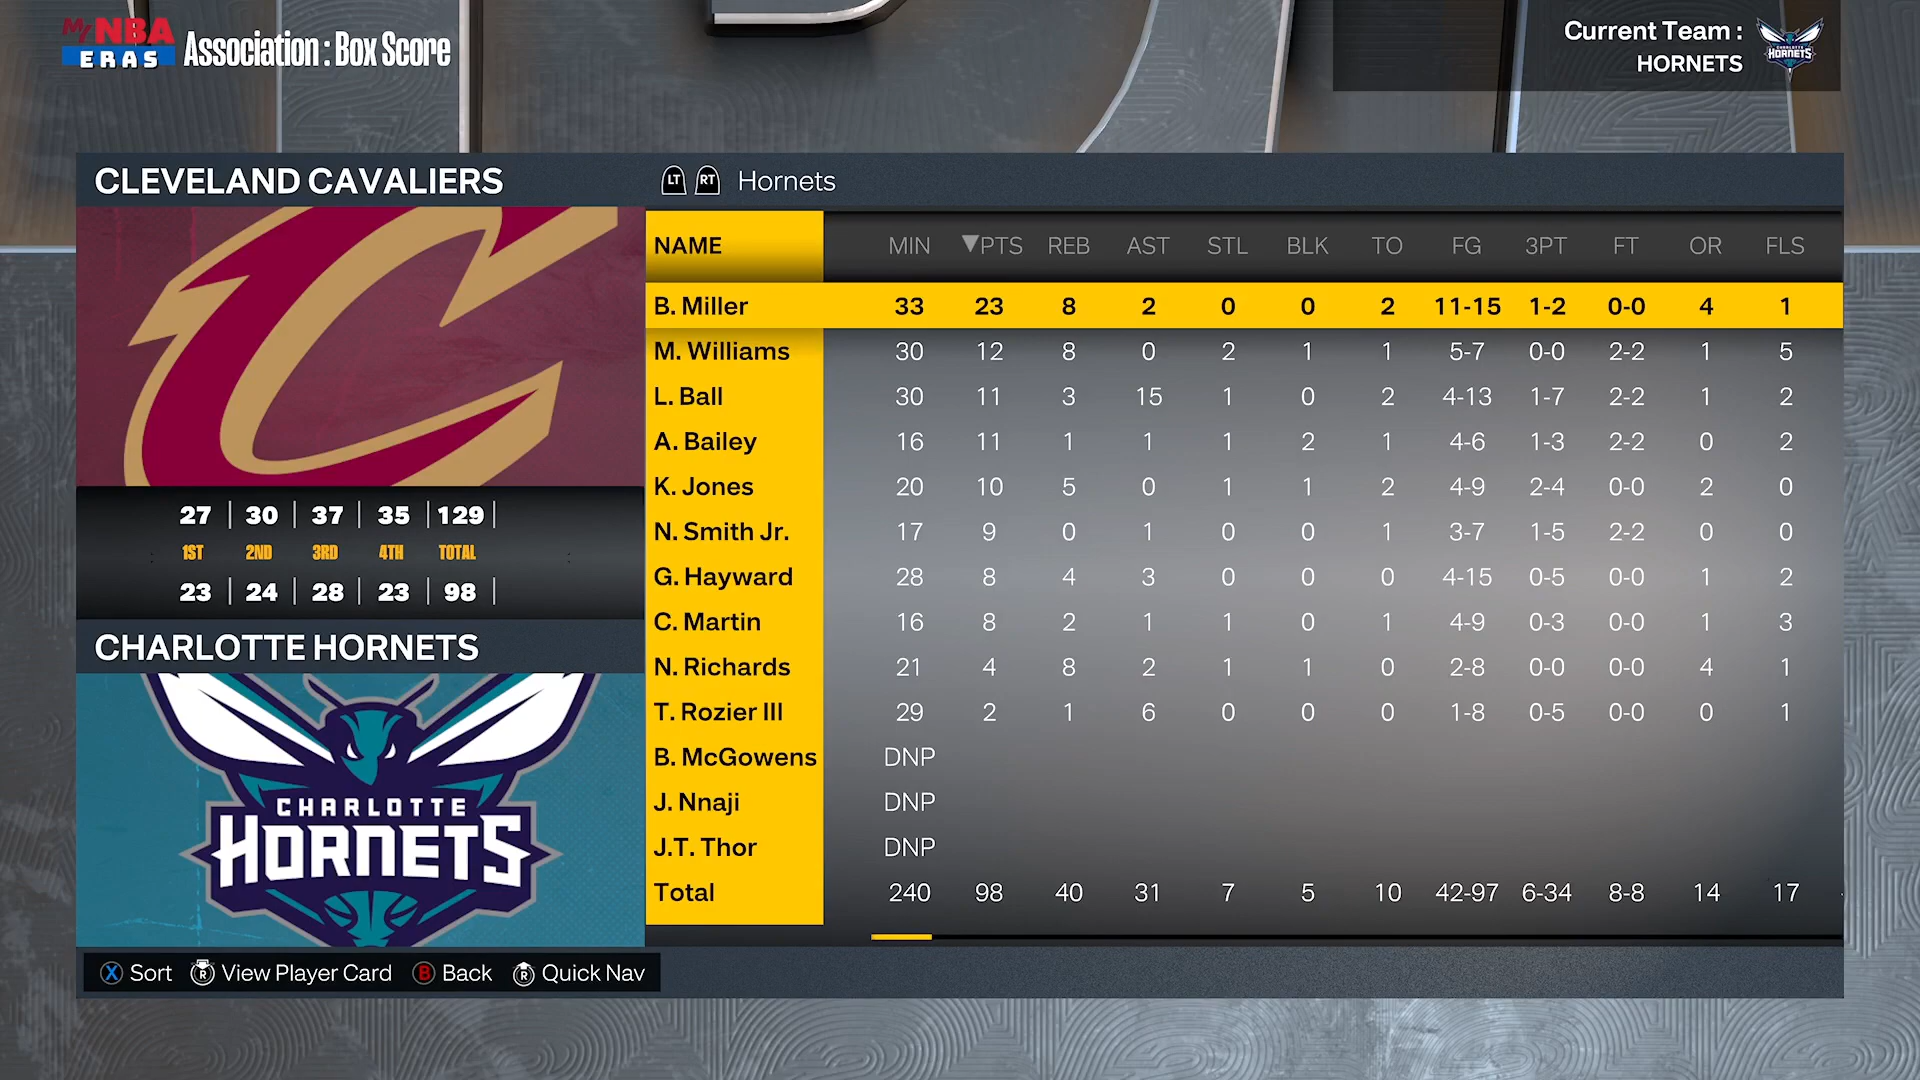 My NBA ERAS Association : Box Score
Current Team :
HORNETS
CHARLOTTE HORNETS
CLEVELAND CAVALIERS
27 | 30 | 37 | 35 | 129 |
1ST 2ND 3RD 4TH TOTAL
23 | 24 | 28 | 23 | 98 |
CHARLOTTE HORNETS
CHARLOTTE
HORNETS
LT RT Hornets
NAME MIN ▼PTS REB AST STL BLK TO FG 3PT FT OR FLS
B. Miller 33 23 8 2 0 0 2 11-15 1-2 0-0 4 1
M. Williams 30 12 8 0 2 1 1 5-7 0-0 2-2 1 5
L. Ball 30 11 3 15 1 0 2 4-13 1-7 2-2 1 2
A. Bailey 16 11 1 1 1 2 1 4-6 1-3 2-2 0 2
K. Jones 20 10 5 0 1 1 2 4-9 2-4 0-0 2 0
N. Smith Jr. 17 9 0 1 0 0 1 3-7 1-5 2-2 0 0
G. Hayward 28 8 4 3 0 0 0 4-15 0-5 0-0 1 2
C. Martin 16 8 2 1 1 0 1 4-9 0-3 0-0 1 3
N. Richards 21 4 8 2 1 1 0 2-8 0-0 0-0 4 1
T. Rozier III 29 2 1 6 0 0 0 1-8 0-5 0-0 0 1
B. McGowens DNP
J. Nnaji DNP
J.T. Thor DNP
Total 240 98 40 31 7 5 10 42-97 6-34 8-8 14 17
X Sort R View Player Card B Back R Quick Nav